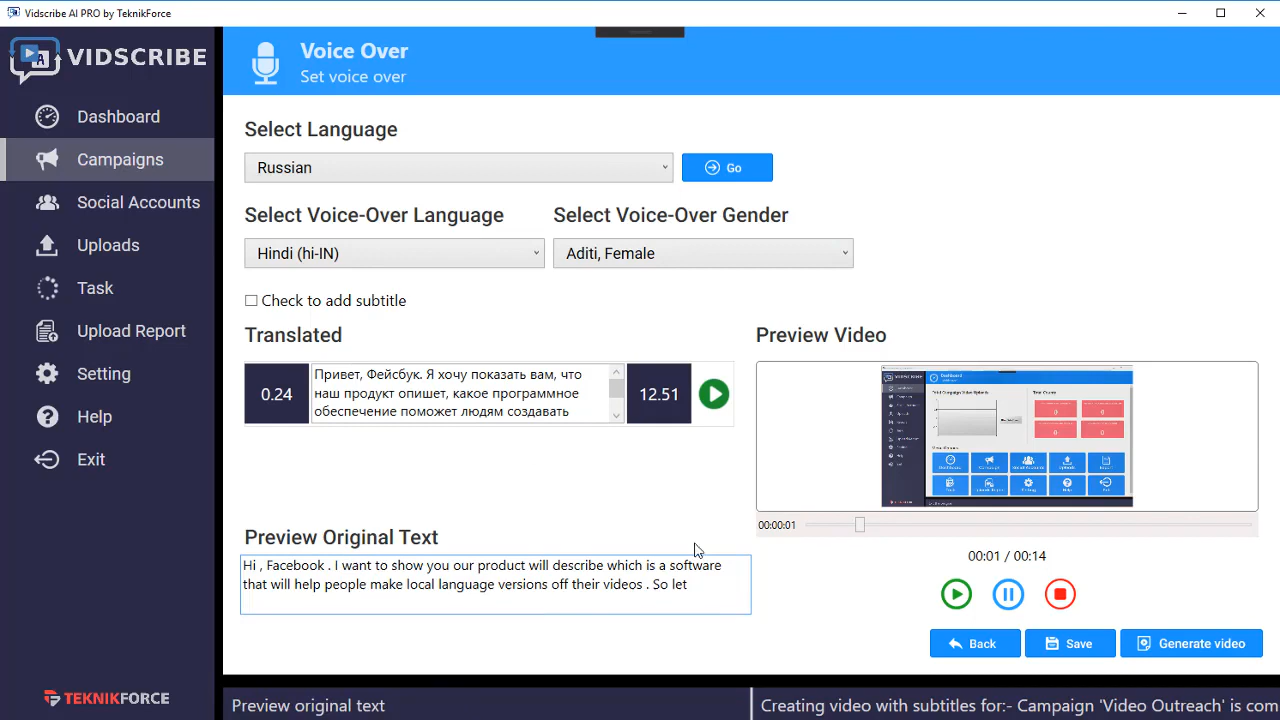 Vidscribe AI PRO by TeknikForce
VIDSCRIBE
Dashboard
Campaigns
Social Accounts
Uploads
Task
Upload Report
Setting
Help
Exit
TEKNIKFORCE
Voice Over
Set voice over
Select Language
Russian
Go
Select Voice-Over Language
Select Voice-Over Gender
Hindi (hi-IN)
Aditi, Female
Check to add subtitle
Translated
0.24
Привет, Фейсбук. Я хочу показать вам, что
наш продукт опишет, какое программное
обеспечение поможет людям создавать
12.51
Preview Original Text
Hi , Facebook . I want to show you our product will describe which is a software
that will help people make local language versions off their videos . So let
Preview Video
VIDSCRIBE
Dashboard
00:00:01
00:01 / 00:14
Back
Save
Generate video
Preview original text
Creating video with subtitles for:- Campaign 'Video Outreach' is com